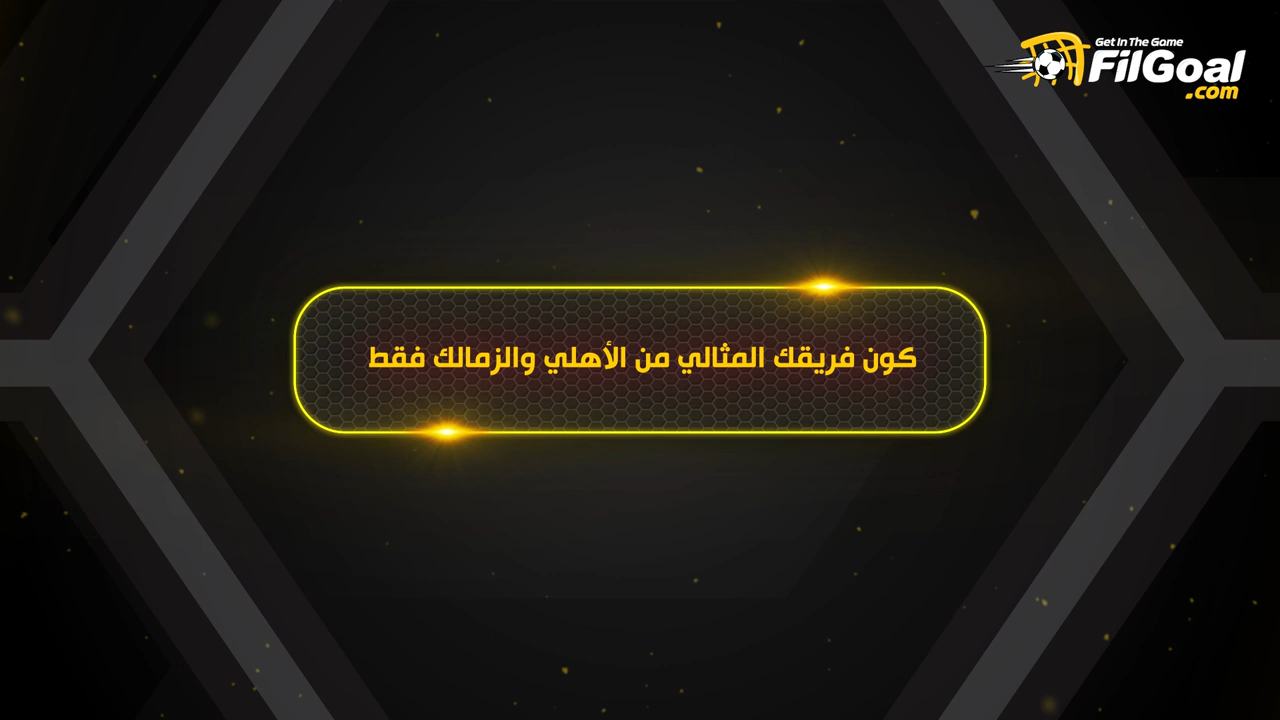 Get In The Game
FilGoal
.com
كون فريقك المثالي من الأهلي والزمالك فقط